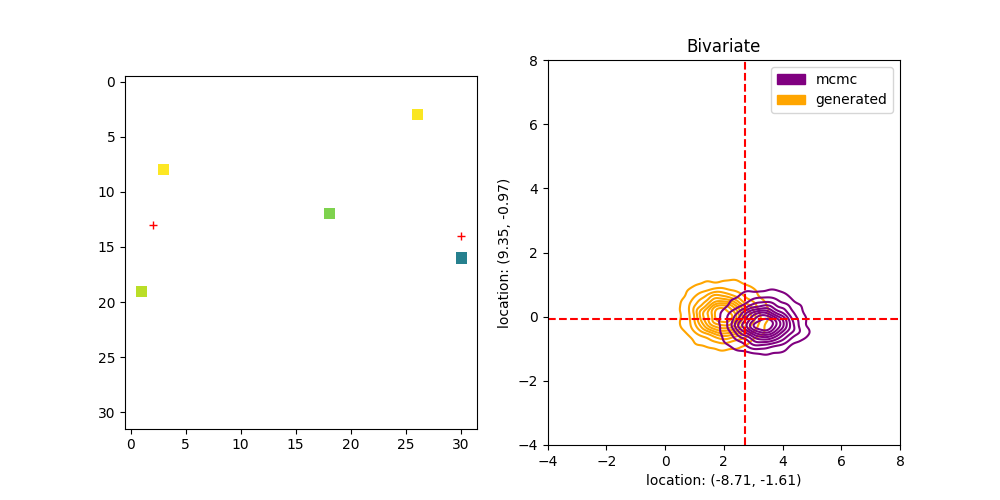 0
5
10
15
20
25
30
0 5 10 15 20 25 30
Bivariate
mcmc
generated
8
6
4
2
0
−2
−4
−4 −2 0 2 4 6 8
location: (9.35, -0.97)
location: (-8.71, -1.61)